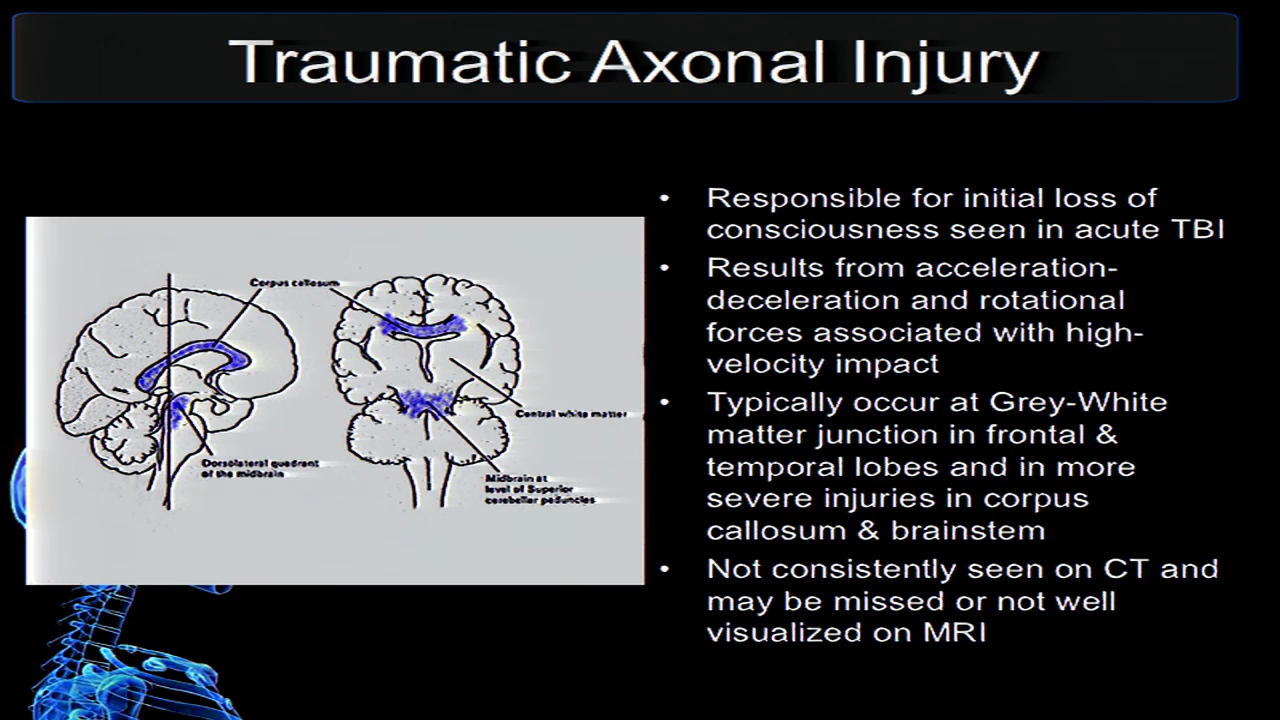 Traumatic Axonal Injury
Corpus callosum
Central white matter
Dorsolateral quadrant
of the midbrain
Midbrain at
level of Superior
cerebellar peduncles
• Responsible for initial loss of
consciousness seen in acute TBI
• Results from acceleration-
deceleration and rotational
forces associated with high-
velocity impact
• Typically occur at Grey-White
matter junction in frontal &
temporal lobes and in more
severe injuries in corpus
callosum & brainstem
• Not consistently seen on CT and
may be missed or not well
visualized on MRI